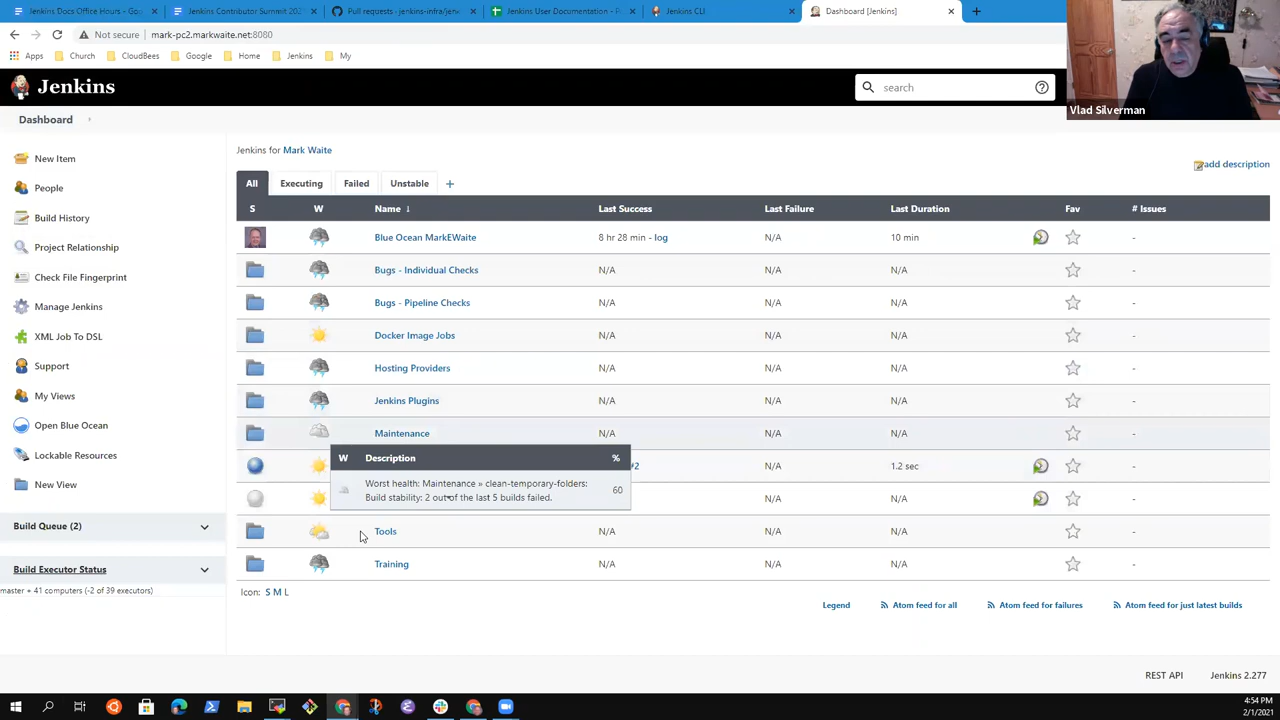 Jenkins Docs Office Hours - Goo
Jenkins Contributor Summit 2021
Pull requests · jenkins-infra/jenk
Jenkins User Documentation - P
Jenkins CLI
Dashboard [Jenkins]
Not secure
mark-pc2.markwaite.net:8080
Apps
Church
CloudBees
Google
Home
Jenkins
My
Vlad Silverman
Jenkins
search
Dashboard
New Item
People
Build History
Project Relationship
Check File Fingerprint
Manage Jenkins
XML Job To DSL
Support
My Views
Open Blue Ocean
Lockable Resources
New View
Build Queue (2)
Build Executor Status
master + 41 computers (-2 of 39 executors)
Jenkins for Mark Waite
add description
All Executing Failed Unstable +
S W Name ↓ Last Success Last Failure Last Duration Fav # Issues
Blue Ocean MarkEWaite 8 hr 28 min - log N/A 10 min -
Bugs - Individual Checks N/A N/A N/A -
Bugs - Pipeline Checks N/A N/A N/A -
Docker Image Jobs N/A N/A N/A -
Hosting Providers N/A N/A N/A -
Jenkins Plugins N/A N/A N/A -
Maintenance N/A N/A N/A -
#2 N/A 1.2 sec -
N/A N/A -
W Description %
Worst health: Maintenance » clean-temporary-folders:
Build stability: 2 out of the last 5 builds failed.
60
Tools N/A N/A N/A -
Training N/A N/A N/A -
Icon: S M L
Legend
Atom feed for all
Atom feed for failures
Atom feed for just latest builds
REST API
Jenkins 2.277
4:54 PM
2/1/2021